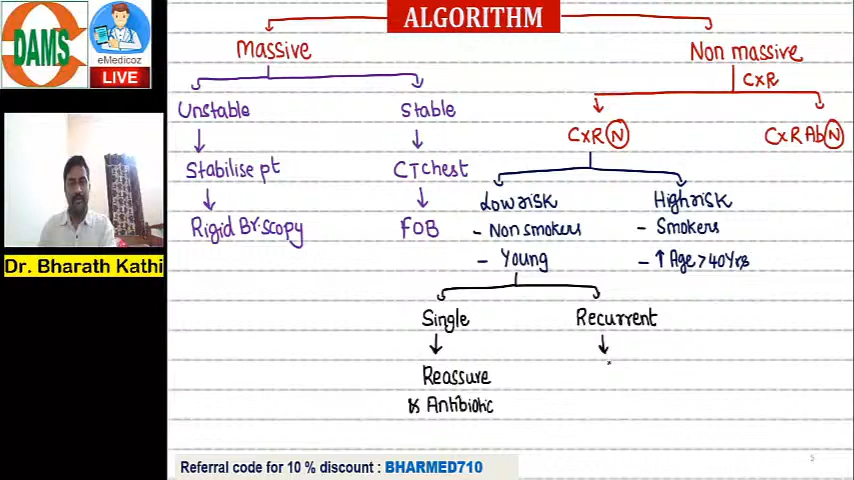 ALGORITHM
DAMS
eMedicoz
LIVE
Massive
Non massive
CXR
Unstable
Stable
CXR N
CXR Ab N
Stabilise pt
CT Chest
Low risk
High risk
Rigid Br·scopy
FOB
- Non smokers
- Smokers
- Young
- ↑ Age > 40 Yrs
Dr. Bharath Kathi
Single
Recurrent
Reassure
& Antibiotic
5
Referral code for 10 % discount : BHARMED710